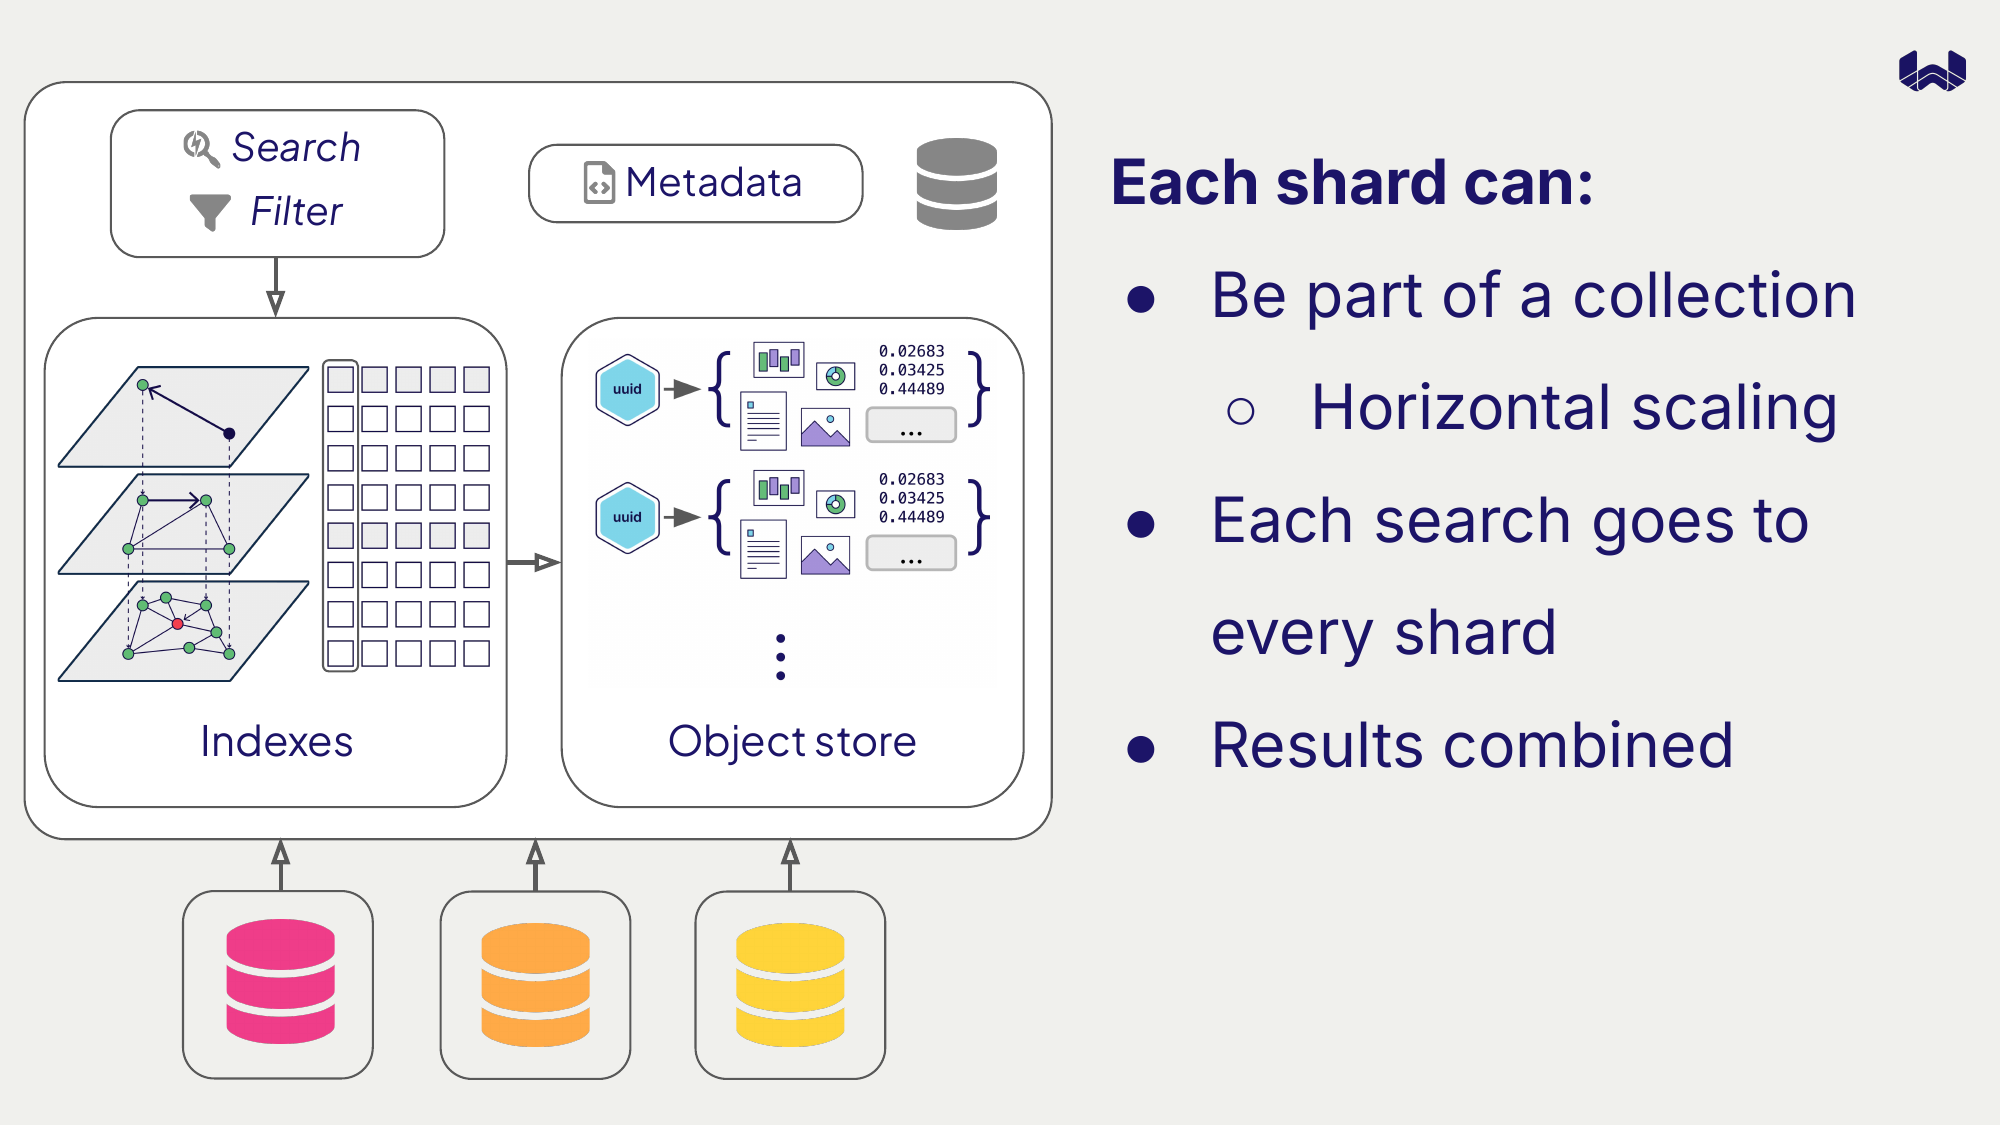 Search
Filter
Metadata
uuid
0.02683
0.03425
0.44489
...
uuid
0.02683
0.03425
0.44489
...
Indexes
Object store
Each shard can:
● Be part of a collection
○ Horizontal scaling
● Each search goes to
every shard
● Results combined